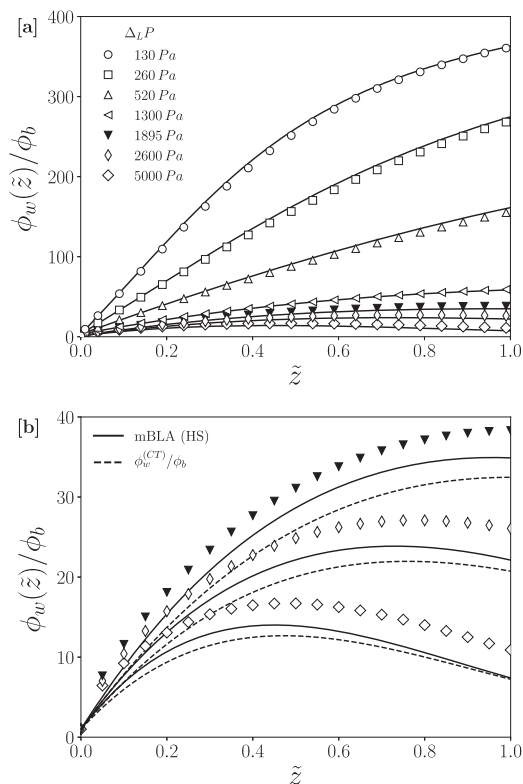 [a]
400
300
200
100
0
ϕ_w(z̃)/ϕ_b
Δ_L P
130 Pa
260 Pa
520 Pa
1300 Pa
1895 Pa
2600 Pa
5000 Pa
0.0 0.2 0.4 0.6 0.8 1.0
z̃
[b]
40
30
20
10
0
ϕ_w(z̃)/ϕ_b
mBLA (HS)
ϕ_w^(CT)/ϕ_b
0.0 0.2 0.4 0.6 0.8 1.0
z̃